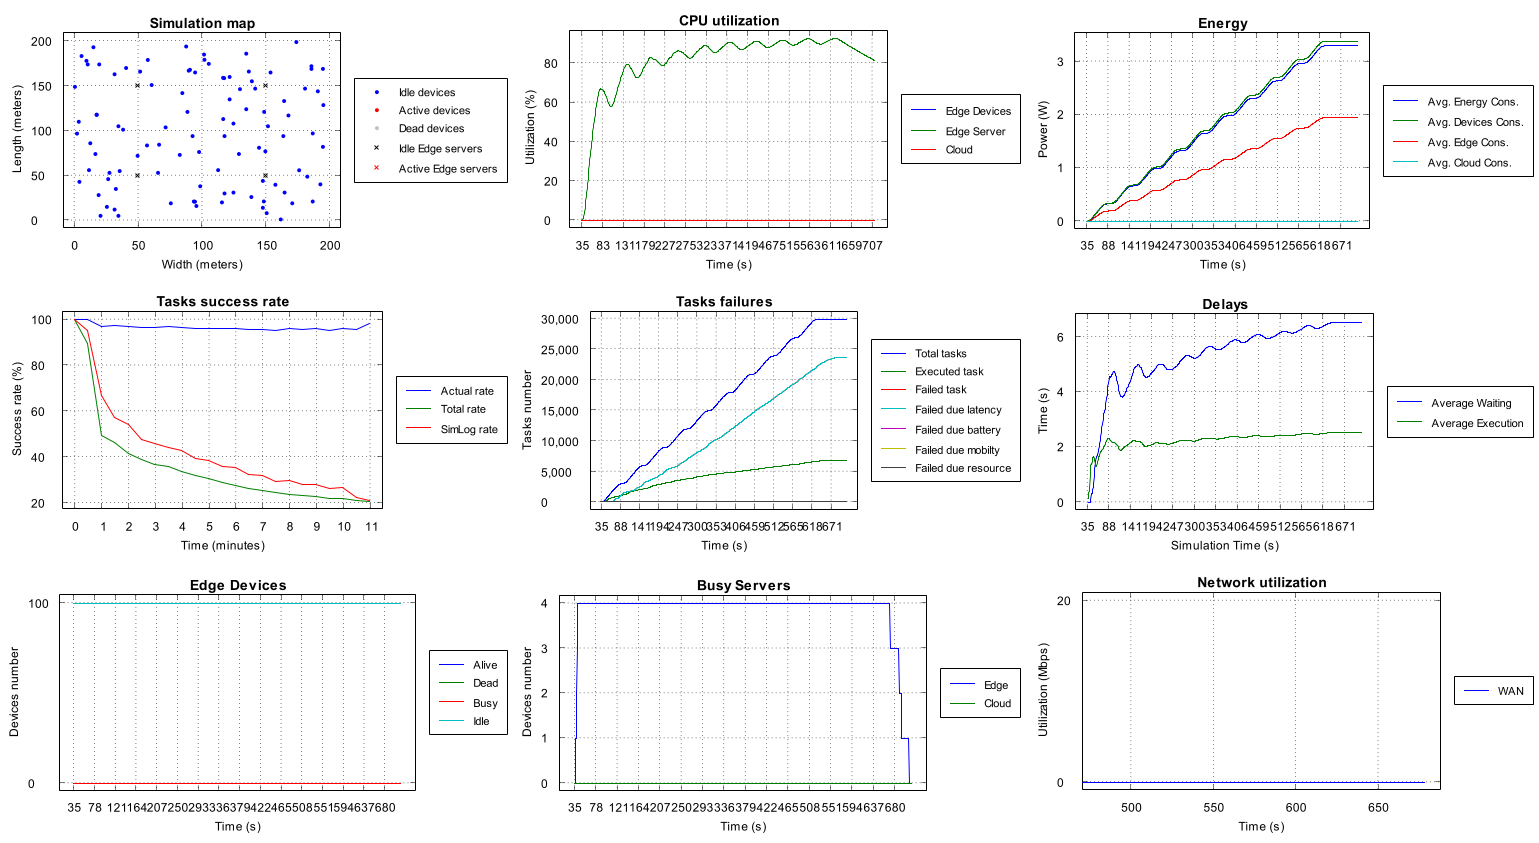 Simulation map
Length (meters)
200
150
100
50
0
0 50 100 150 200
Width (meters)
Idle devices
Active devices
Dead devices
Idle Edge servers
Active Edge servers
CPU utilization
Utilization (%)
80
60
40
20
0
35 83
Time (s)
Edge Devices
Edge Server
Cloud
Energy
Power (W)
3
2
1
0
35 88
Time (s)
Avg. Energy Cons.
Avg. Devices Cons.
Avg. Edge Cons.
Avg. Cloud Cons.
Tasks success rate
Success rate (%)
100
80
60
40
20
0 1 2 3 4 5 6 7 8 9 10 11
Time (minutes)
Actual rate
Total rate
SimLog rate
Tasks failures
Tasks number
30,000
25,000
20,000
15,000
10,000
5,000
0
35 88
Time (s)
Total tasks
Executed task
Failed task
Failed due latency
Failed due battery
Failed due mobilty
Failed due resource
Delays
Time (s)
6
4
2
0
35 88
Simulation Time (s)
Average Waiting
Average Execution
Edge Devices
Devices number
100
0
35 78
Time (s)
Alive
Dead
Busy
Idle
Busy Servers
Devices number
4
3
2
1
0
35 78
Time (s)
Edge
Cloud
Network utilization
Utilization (Mbps)
20
0
500 550 600 650
Time (s)
WAN